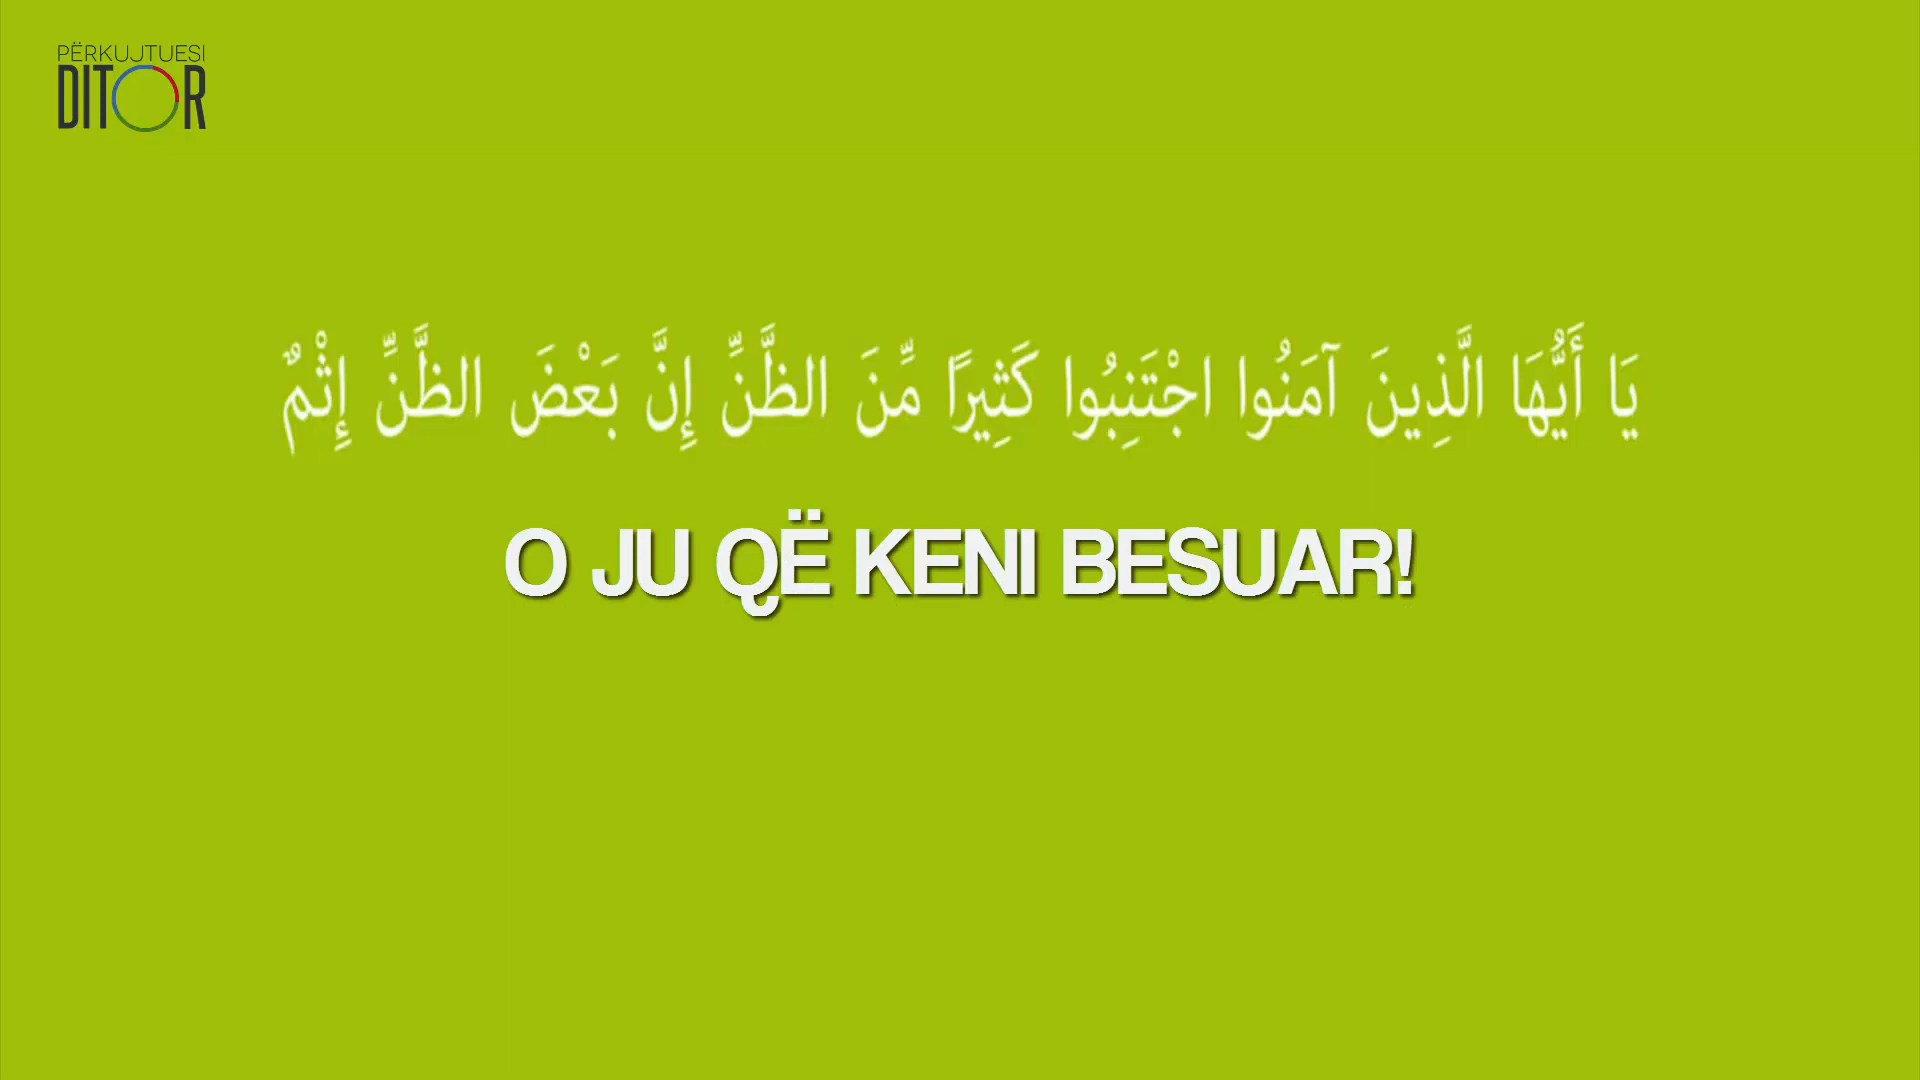 PËRKUJTUESI
DITOR
يَا أَيُّهَا الَّذِينَ آمَنُوا اجْتَنِبُوا كَثِيرًا مِّنَ الظَّنِّ إِنَّ بَعْضَ الظَّنِّ إِثْمٌ
O JU QË KENI BESUAR!